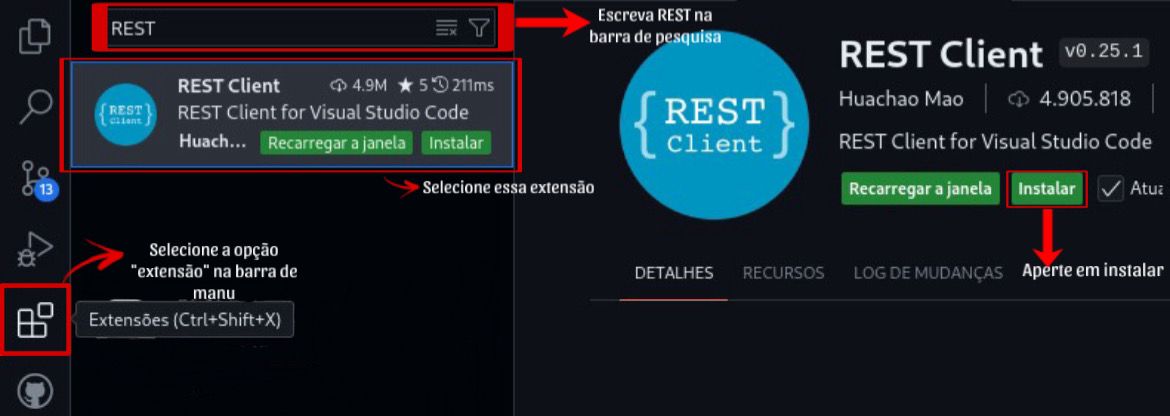 REST
Escreva REST na
barra de pesquisa
REST Client 4.9M 5 211ms
REST Client for Visual Studio Code
Huach... Recarregar a janela Instalar
{REST}
Client
Selecione essa extensão
13
Selecione a opção
"extensão" na barra de
manu
Extensões (Ctrl+Shift+X)
{REST}
Client
REST Client v0.25.1
Huachao Mao 4.905.818
REST Client for Visual Studio Code
Recarregar a janela Instalar Atua
DETALHES RECURSOS LOG DE MUDANÇAS
Aperte em instalar